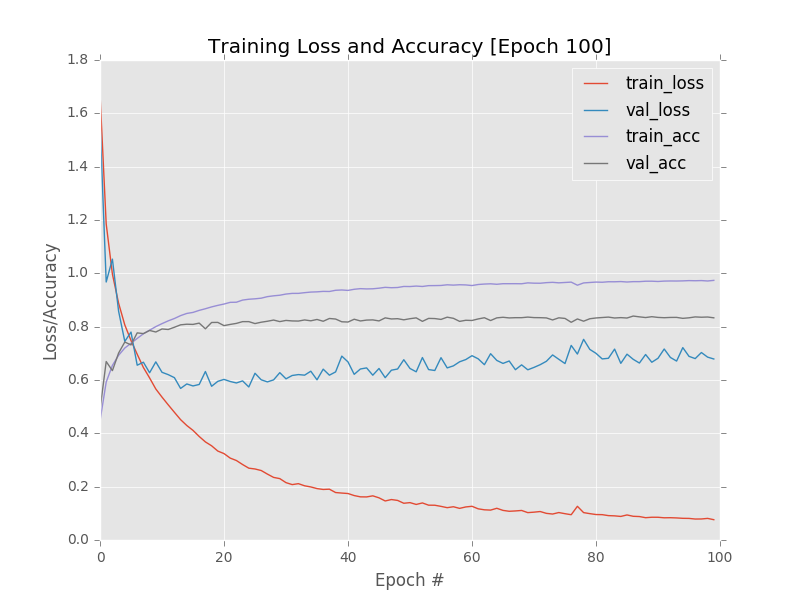 Training Loss and Accuracy [Epoch 100]
1.8
1.6
1.4
1.2
1.0
0.8
0.6
0.4
0.2
0.0
Loss/Accuracy
train_loss
val_loss
train_acc
val_acc
0 20 40 60 80 100
Epoch #